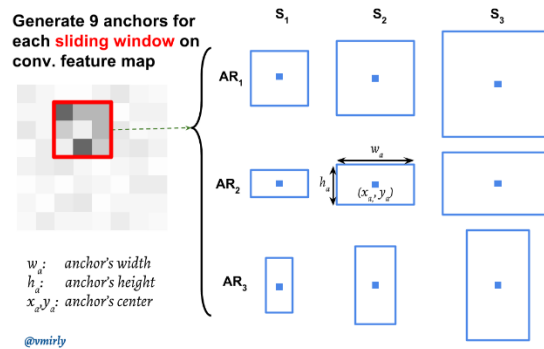 Generate 9 anchors for
each sliding window on
conv. feature map
S1 S2 S3
AR1
AR2
wa
ha
(xa, ya)
AR3
wa: anchor's width
ha: anchor's height
xa,ya: anchor's center
@vmirly